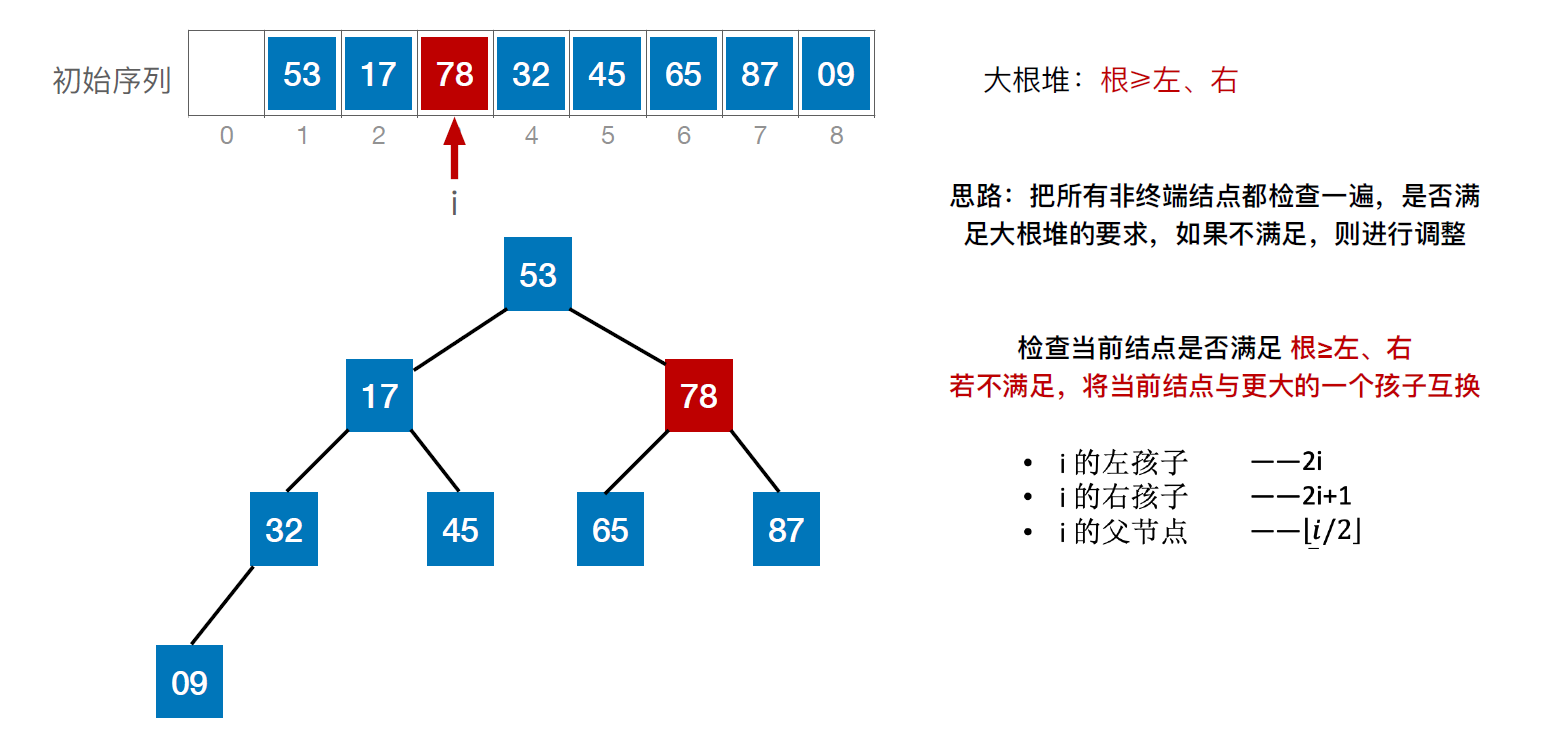 初始序列 53 17 78 32 45 65 87 09
0 1 2 4 5 6 7 8
i
大根堆：根≥左、右
思路：把所有非终端结点都检查一遍，是否满
足大根堆的要求，如果不满足，则进行调整
检查当前结点是否满足 根≥左、右
若不满足，将当前结点与更大的一个孩子互换
• i 的左孩子 ——2i
• i 的右孩子 ——2i+1
• i 的父节点 ——⌊i/2⌋
53
17 78
32 45 65 87
09